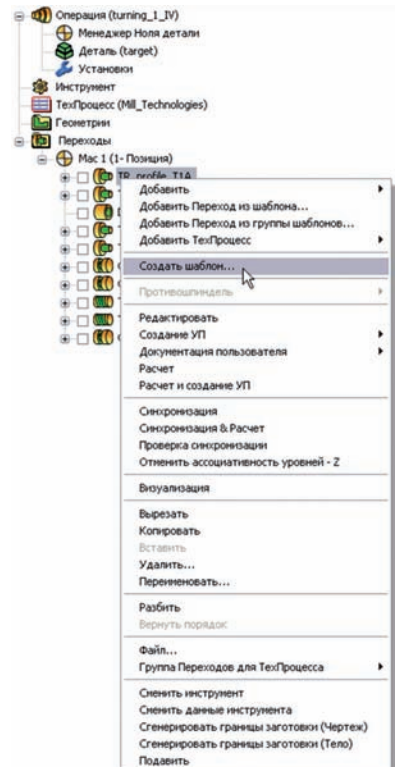 Операция (turning_1_IV)
Менеджер Ноля детали
Деталь (target)
Установки
Инструмент
ТехПроцесс (Mill_Technologies)
Геометрии
Переходы
Mac 1 (1- Позиция)
TR_profile_T1A
Добавить
Добавить Переход из шаблона...
Добавить Переход из группы шаблонов...
Добавить ТехПроцесс
Создать шаблон...
Противошпиндель
Редактировать
Создание УП
Документация пользователя
Расчет
Расчет и создание УП
Синхронизация
Синхронизация & Расчет
Проверка синхронизации
Отменить ассоциативность уровней - Z
Визуализация
Вырезать
Копировать
Вставить
Удалить...
Переименовать...
Разбить
Вернуть порядок
Файл...
Группа Переходов для ТехПроцесса
Сменить инструмент
Сменить данные инструмента
Сгенерировать границы заготовки (Чертеж)
Сгенерировать границы заготовки (Тело)
Подавить